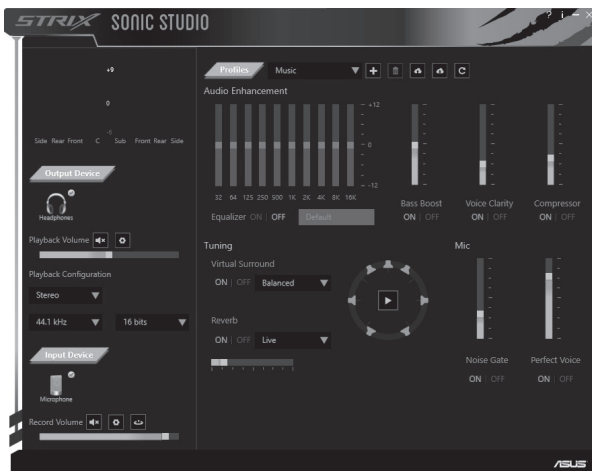 STRIX SONIC STUDIO
? i
+9
0
-0
Side Rear Front C Sub Front Rear Side
Output Device
Headphones
Playback Volume
Playback Configuration
Stereo
44.1 kHz 16 bits
Input Device
Microphone
Record Volume
Profiles Music
Audio Enhancement
+12
0
-12
32 64 125 250 500 1K 2K 4K 8K 16K
Equalizer ON | OFF Default
Bass Boost Voice Clarity Compressor
ON | OFF ON | OFF ON | OFF
Tuning
Virtual Surround
ON | OFF Balanced
Reverb
ON | OFF Live
Mic
Noise Gate Perfect Voice
ON | OFF ON | OFF
ASUS